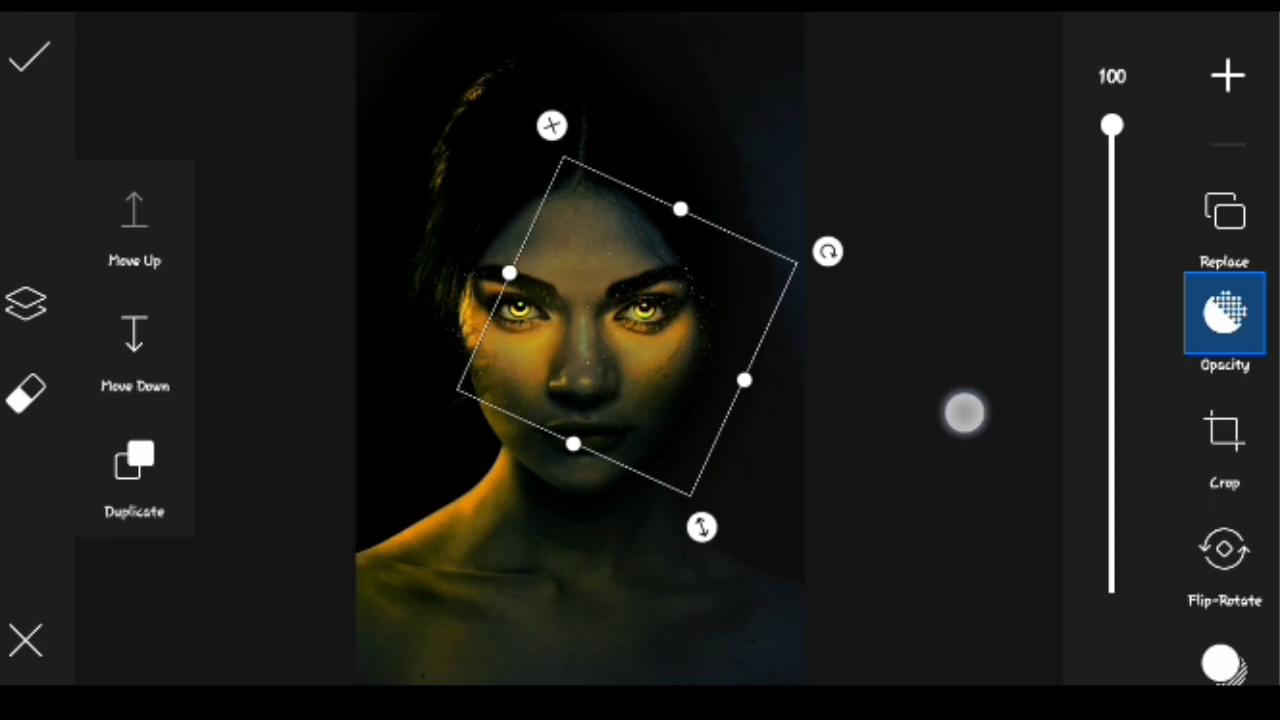 100
Move Up
Move Down
Duplicate
Replace
Opacity
Crop
Flip-Rotate